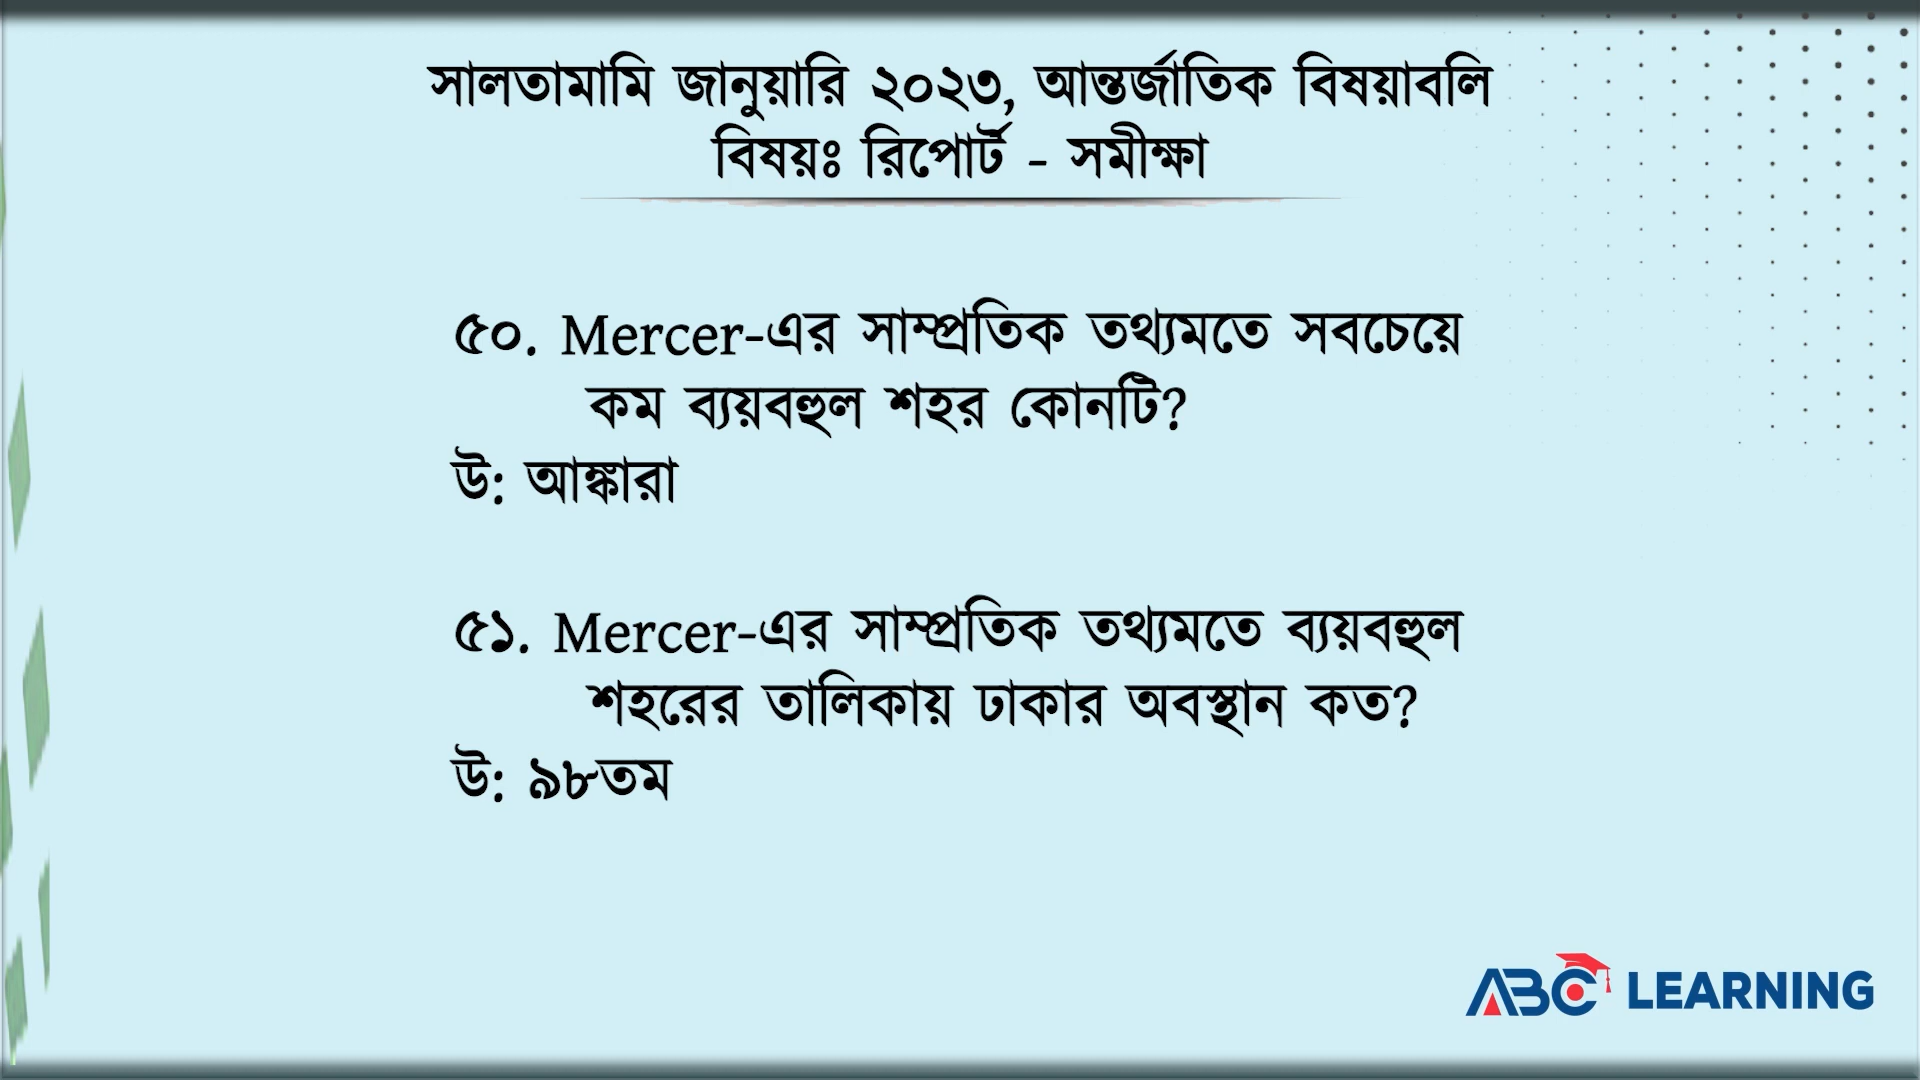 সালতামামি জানুয়ারি ২০২৩, আন্তর্জাতিক বিষয়াবলি
বিষয়ঃ রিপোর্ট - সমীক্ষা
৫০. Mercer-এর সাম্প্রতিক তথ্যমতে সবচেয়ে
কম ব্যয়বহুল শহর কোনটি?
উ: আঙ্কারা
৫১. Mercer-এর সাম্প্রতিক তথ্যমতে ব্যয়বহুল
শহরের তালিকায় ঢাকার অবস্থান কত?
উ: ৯৮তম
ABC LEARNING